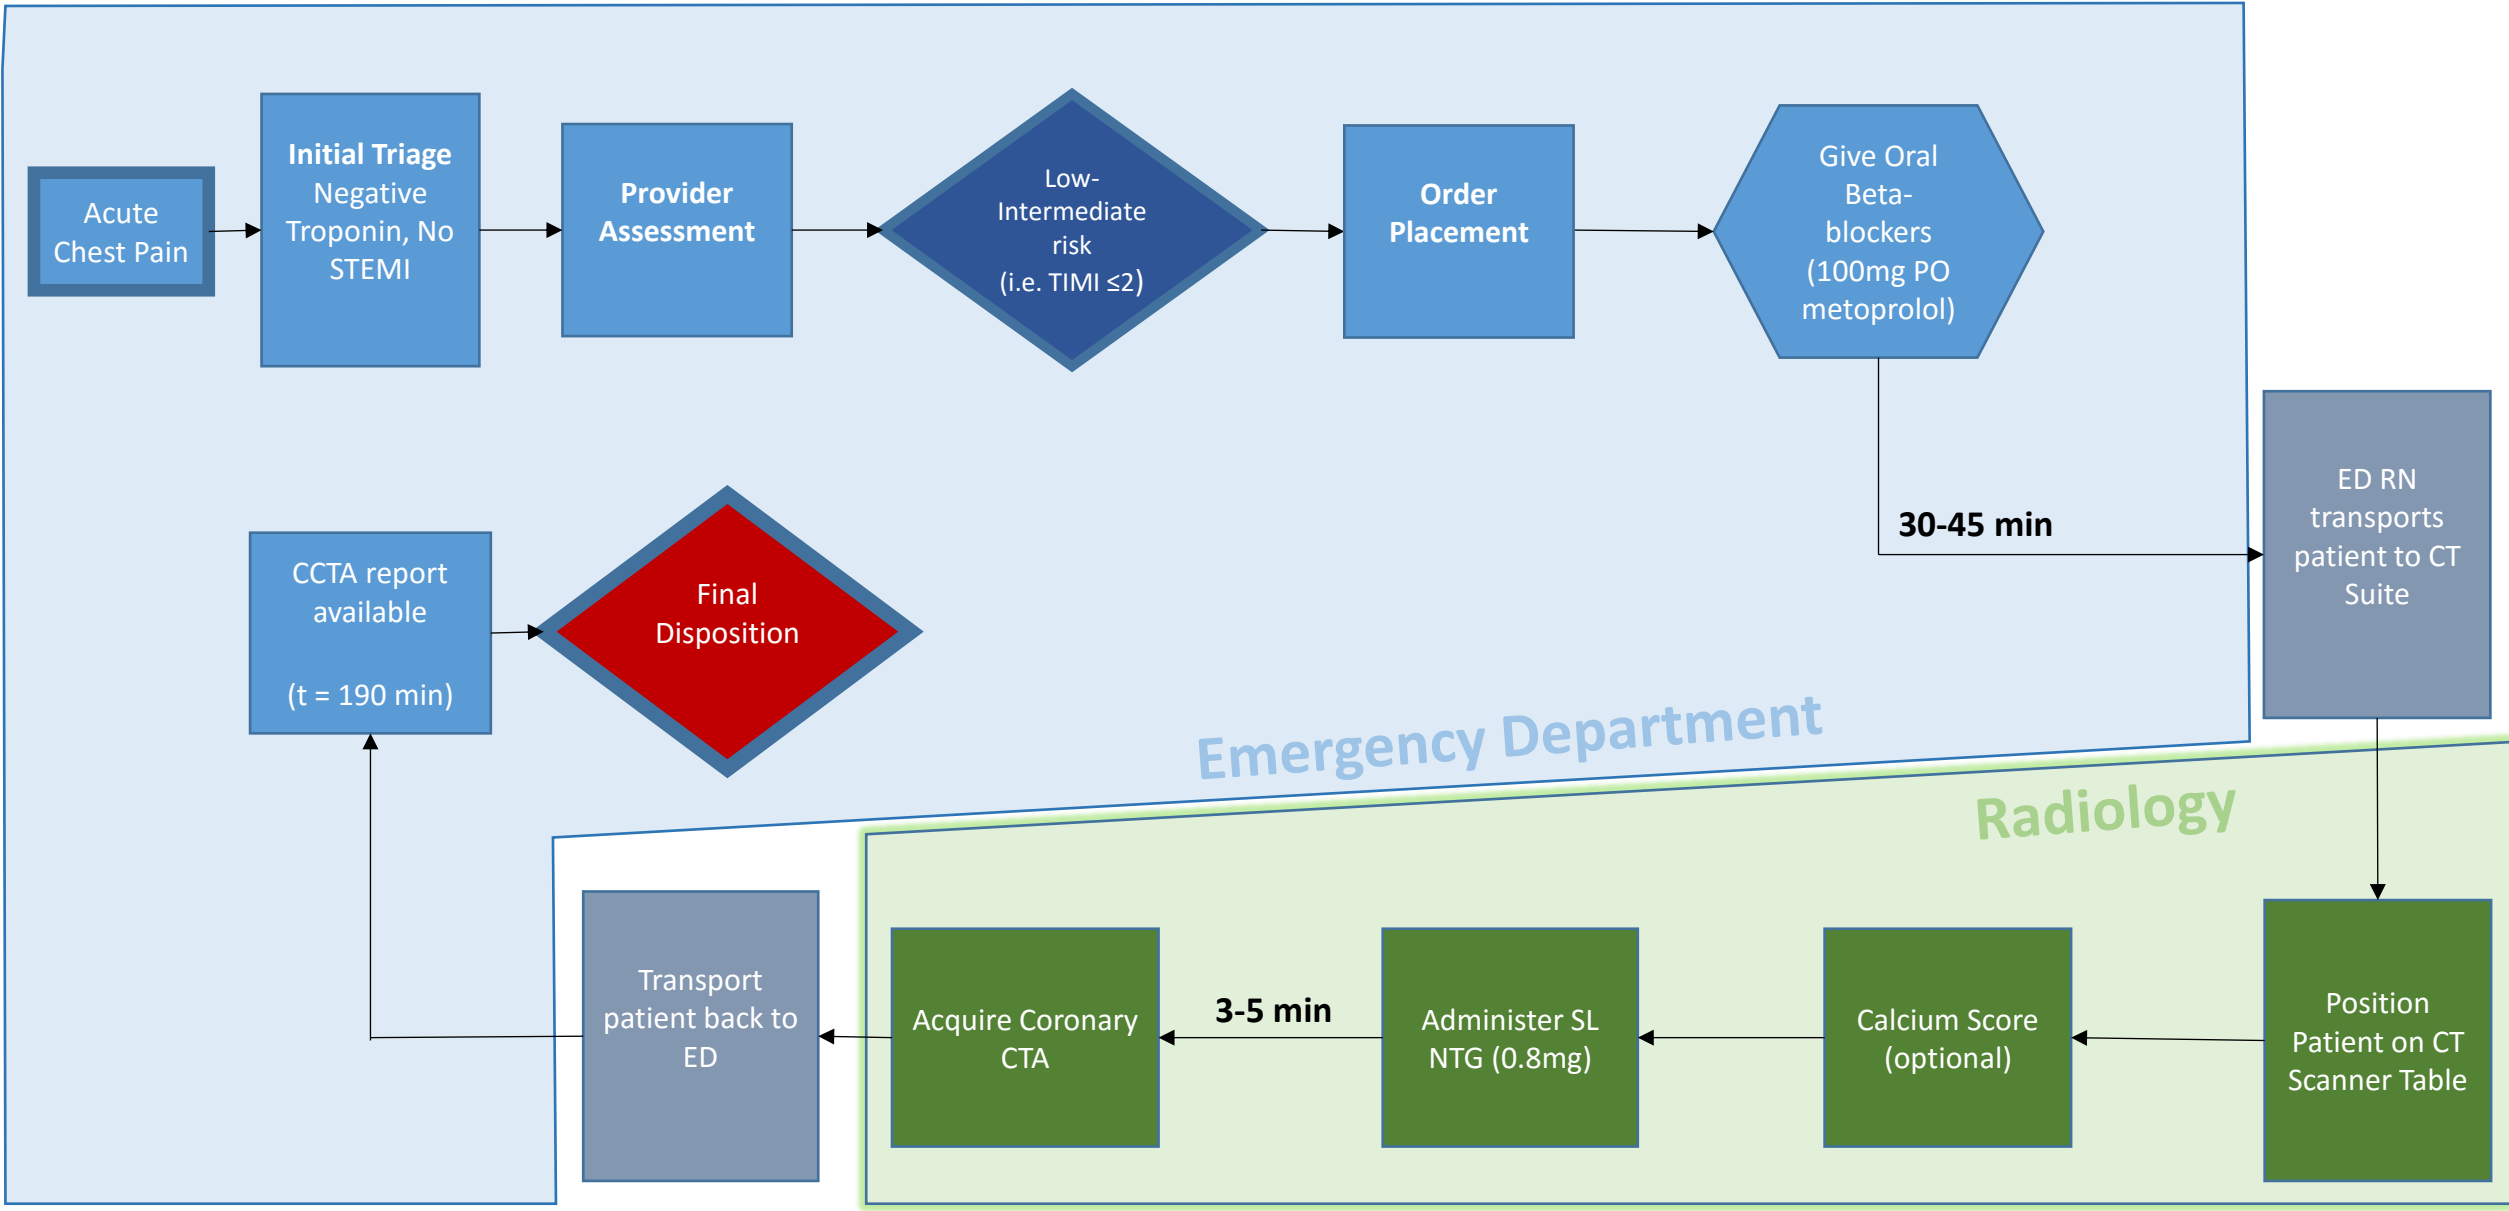 Acute
Chest Pain
Initial Triage
Negative
Troponin, No
STEMI
Provider
Assessment
Low-
Intermediate
risk
(i.e. TIMI ≤2)
Order
Placement
Give Oral
Beta-
blockers
(100mg PO
metoprolol)
30-45 min
ED RN
transports
patient to CT
Suite
CCTA report
available
(t = 190 min)
Final
Disposition
Emergency Department
Radiology
Position
Patient on CT
Scanner Table
Calcium Score
(optional)
Administer SL
NTG (0.8mg)
3-5 min
Acquire Coronary
CTA
Transport
patient back to
ED